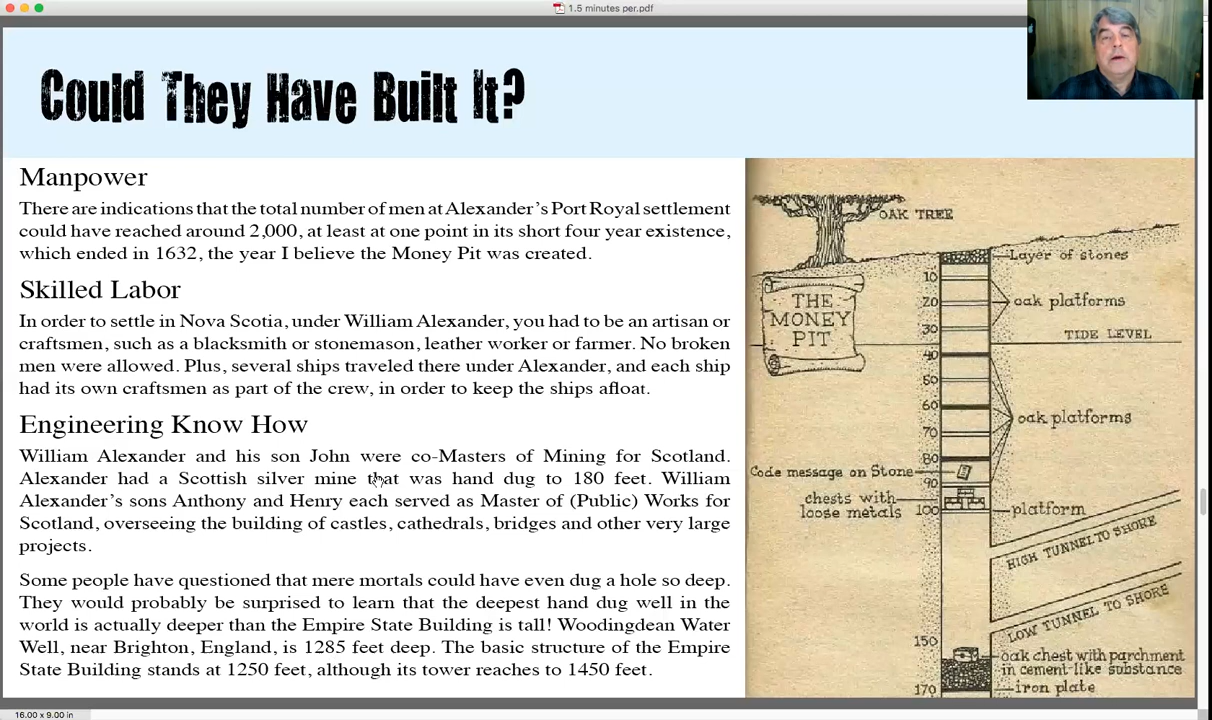 1.5 minutes per.pdf
Could They Have Built It?
Manpower
There are indications that the total number of men at Alexander's Port Royal settlement
could have reached around 2,000, at least at one point in its short four year existence,
which ended in 1632, the year I believe the Money Pit was created.
Skilled Labor
In order to settle in Nova Scotia, under William Alexander, you had to be an artisan or
craftsmen, such as a blacksmith or stonemason, leather worker or farmer. No broken
men were allowed. Plus, several ships traveled there under Alexander, and each ship
had its own craftsmen as part of the crew, in order to keep the ships afloat.
Engineering Know How
William Alexander and his son John were co-Masters of Mining for Scotland.
Alexander had a Scottish silver mine that was hand dug to 180 feet. William
Alexander's sons Anthony and Henry each served as Master of (Public) Works for
Scotland, overseeing the building of castles, cathedrals, bridges and other very large
projects.
Some people have questioned that mere mortals could have even dug a hole so deep.
They would probably be surprised to learn that the deepest hand dug well in the
world is actually deeper than the Empire State Building is tall! Woodingdean Water
Well, near Brighton, England, is 1285 feet deep. The basic structure of the Empire
State Building stands at 1250 feet, although its tower reaches to 1450 feet.
OAK TREE
Layer of stones
10
THE
MONEY
PIT
20
oak platforms
30
TIDE LEVEL
40
50
60
oak platforms
70
80
Code message on Stone
90
chests with
loose metals
100
platform
HIGH TUNNEL TO SHORE
LOW TUNNEL TO SHORE
150
oak chest with parchment
in cement-like substance
170
iron plate
16.00 x 9.00 in